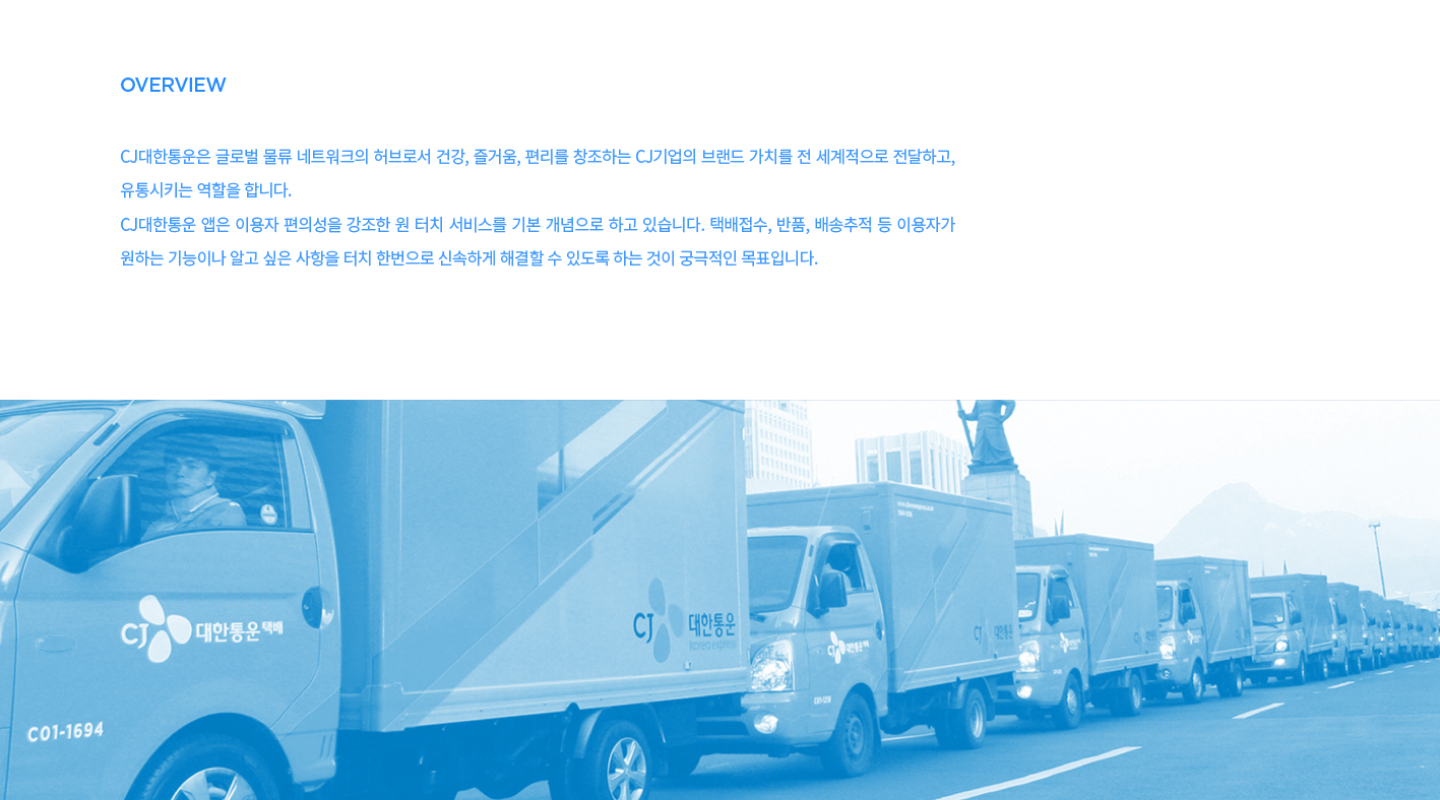 OVERVIEW
CJ대한통운은 글로벌 물류 네트워크의 허브로서 건강, 즐거움, 편리를 창조하는 CJ기업의 브랜드 가치를 전 세계적으로 전달하고,
유통시키는 역할을 합니다.
CJ대한통운 앱은 이용자 편의성을 강조한 원 터치 서비스를 기본 개념으로 하고 있습니다. 택배접수, 반품, 배송추적 등 이용자가
원하는 기능이나 알고 싶은 사항을 터치 한번으로 신속하게 해결할 수 있도록 하는 것이 궁극적인 목표입니다.
CJ 대한통운 택배
CJ 대한통운
korea express
C01-1694
CJ 대한통운
CJ 대한통운